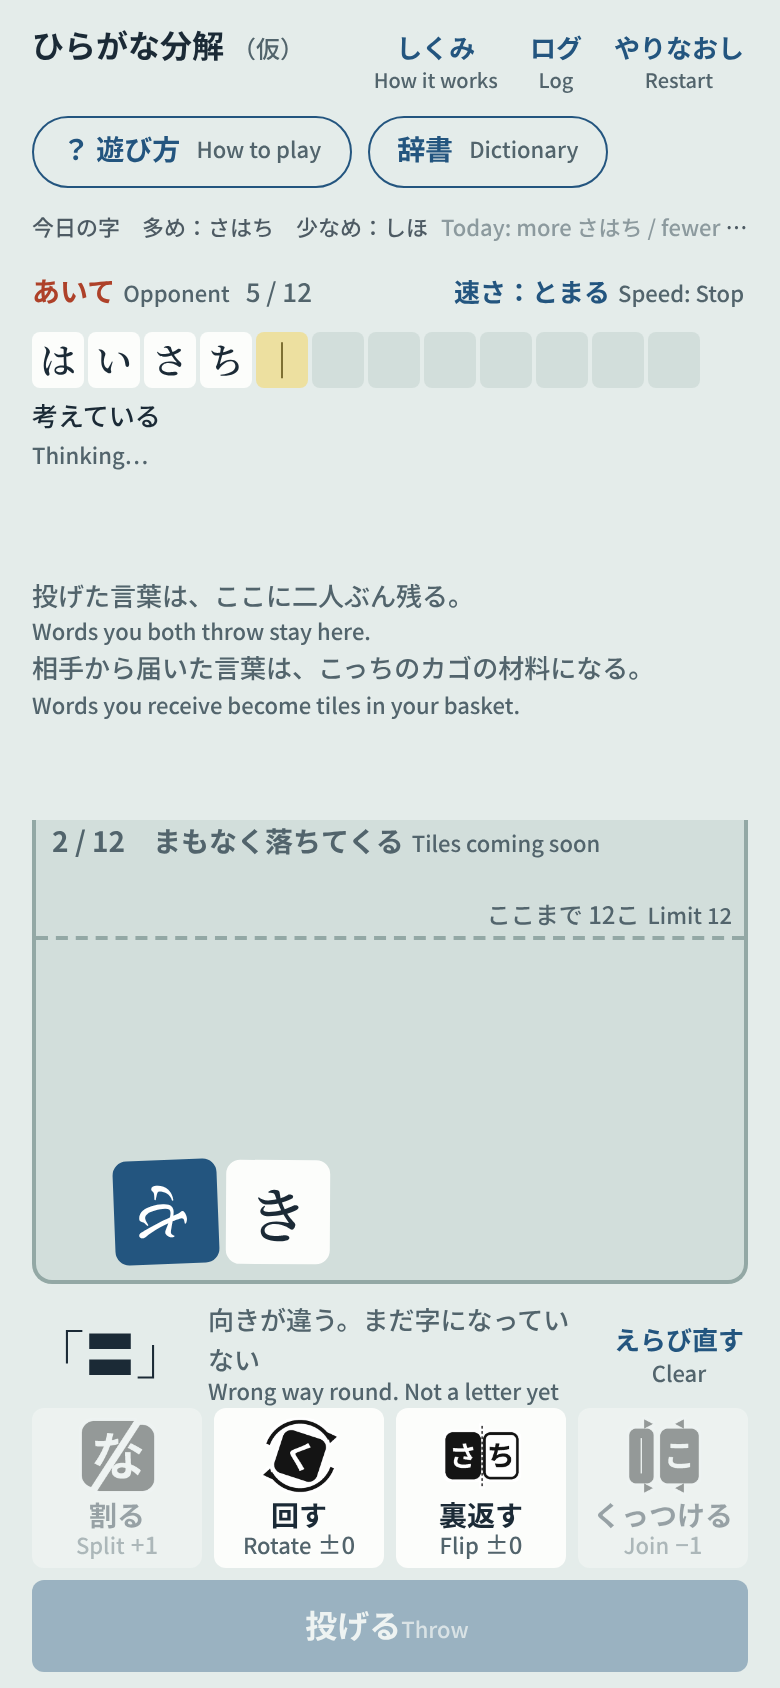 ひらがな分解 （仮）
しくみ ログ やりなおし
How it works Log Restart
？ 遊び方 How to play 辞書 Dictionary
今日の字 多め：さはち 少なめ：しほ Today: more さはち / fewer …
あいて Opponent 5 / 12 速さ：とまる Speed: Stop
は い さ ち ｜
考えている
Thinking…
投げた言葉は、ここに二人ぶん残る。
Words you both throw stay here.
相手から届いた言葉は、こっちのカゴの材料になる。
Words you receive become tiles in your basket.
2 / 12 まもなく落ちてくる Tiles coming soon
ここまで 12こ Limit 12
き
「〓」
向きが違う。まだ字になってい
ない
Wrong way round. Not a letter yet
えらび直す
Clear
な く さ ち こ
割る 回す 裏返す くっつける
Split +1 Rotate ±0 Flip ±0 Join −1
投げる Throw